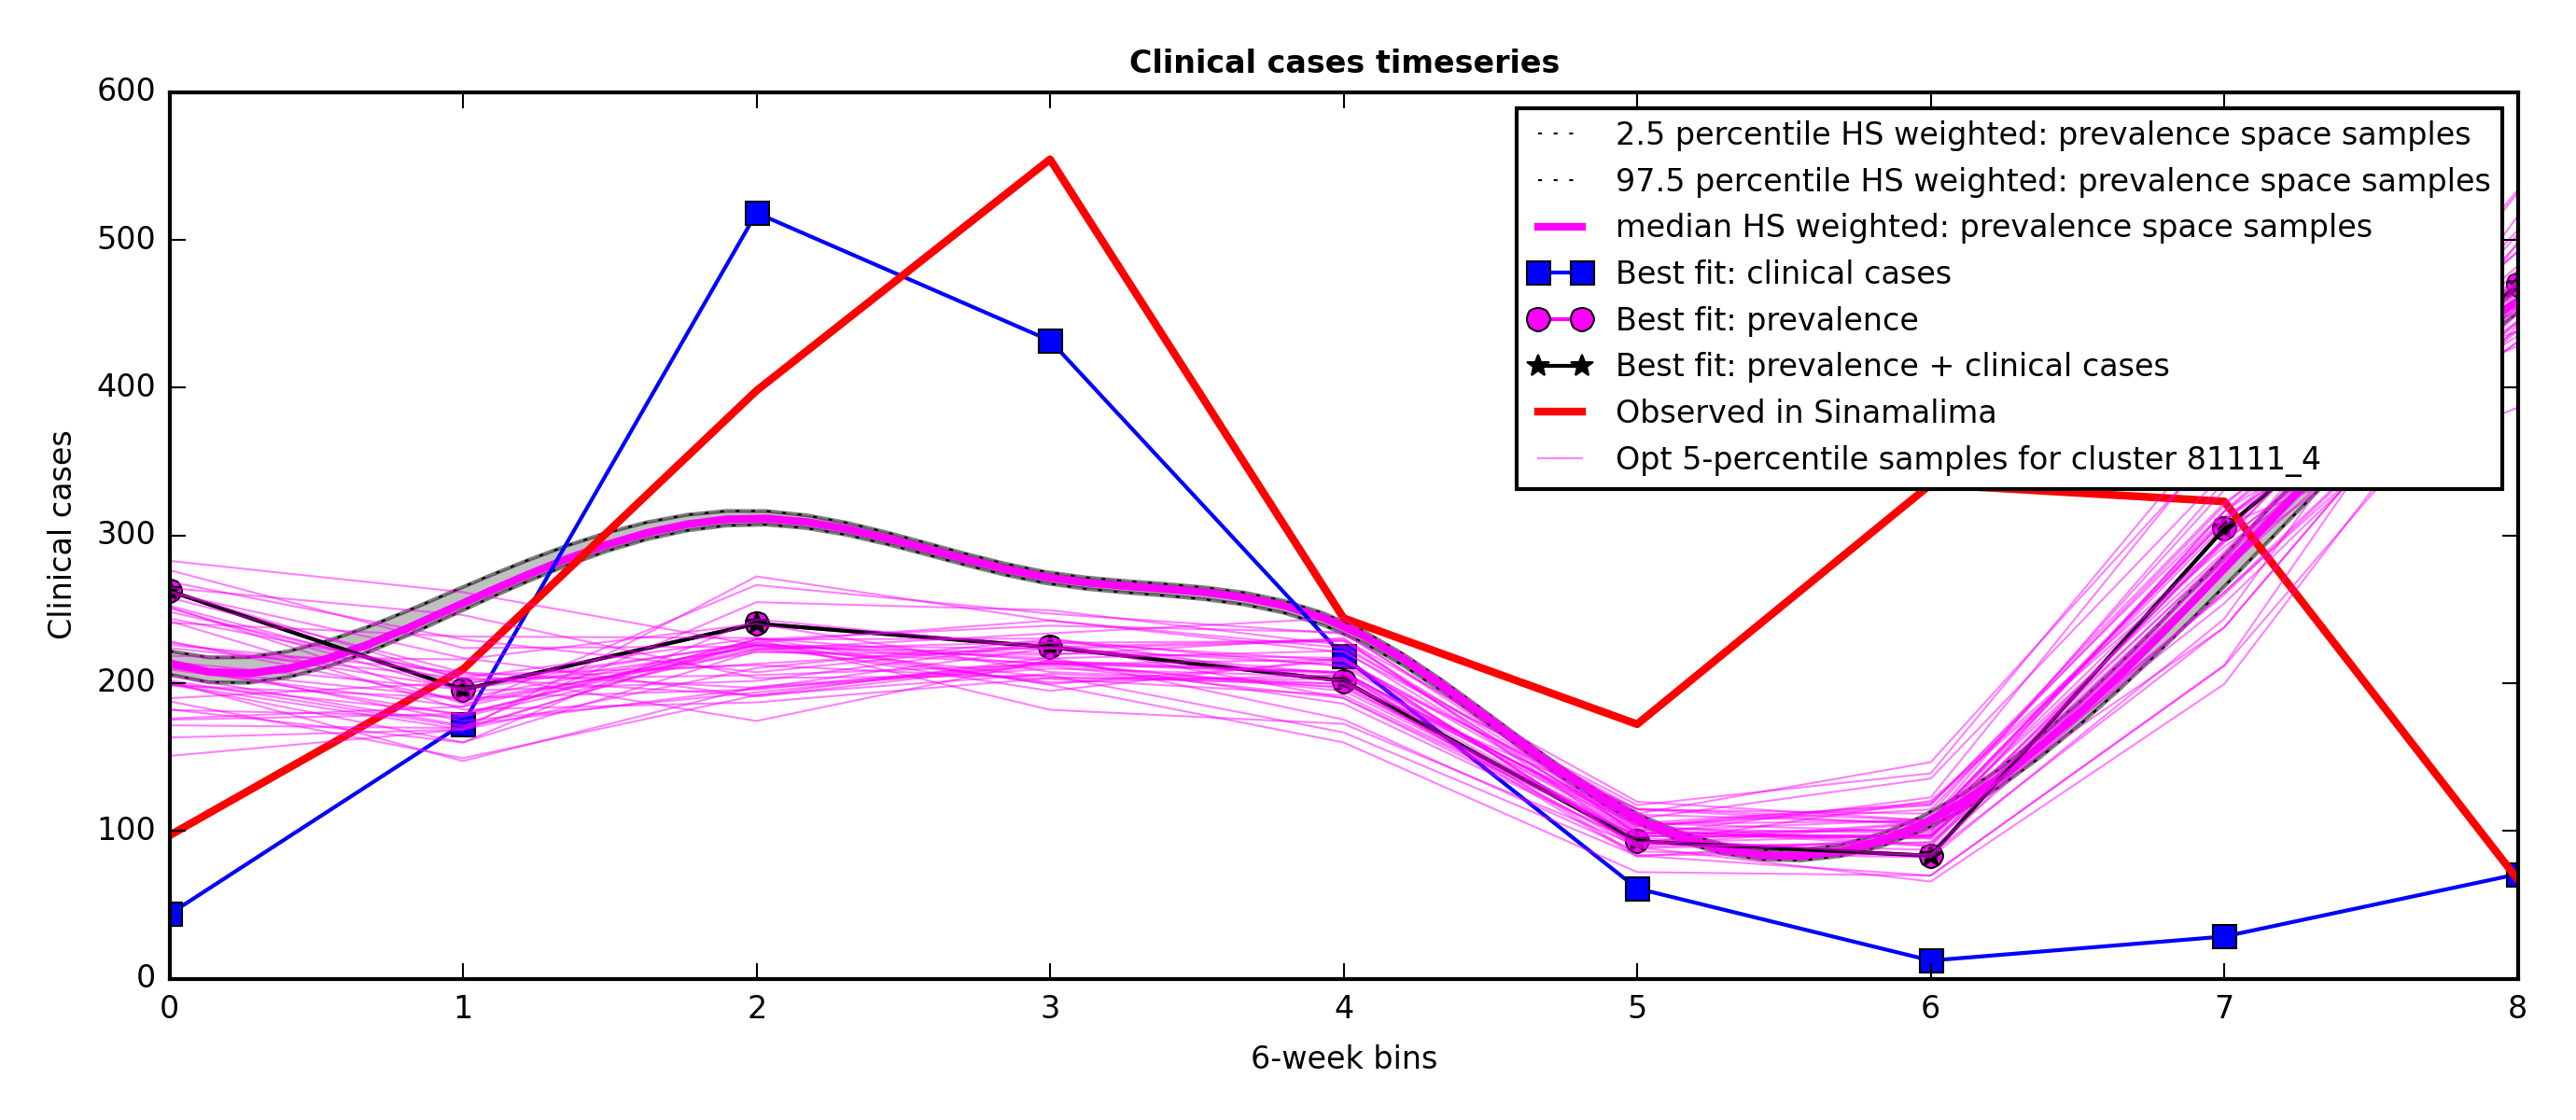 Clinical cases timeseries
600
500
400
300
200
100
0
Clinical cases
2.5 percentile HS weighted: prevalence space samples
97.5 percentile HS weighted: prevalence space samples
median HS weighted: prevalence space samples
Best fit: clinical cases
Best fit: prevalence
Best fit: prevalence + clinical cases
Observed in Sinamalima
Opt 5-percentile samples for cluster 81111_4
0 1 2 3 4 5 6 7 8
6-week bins